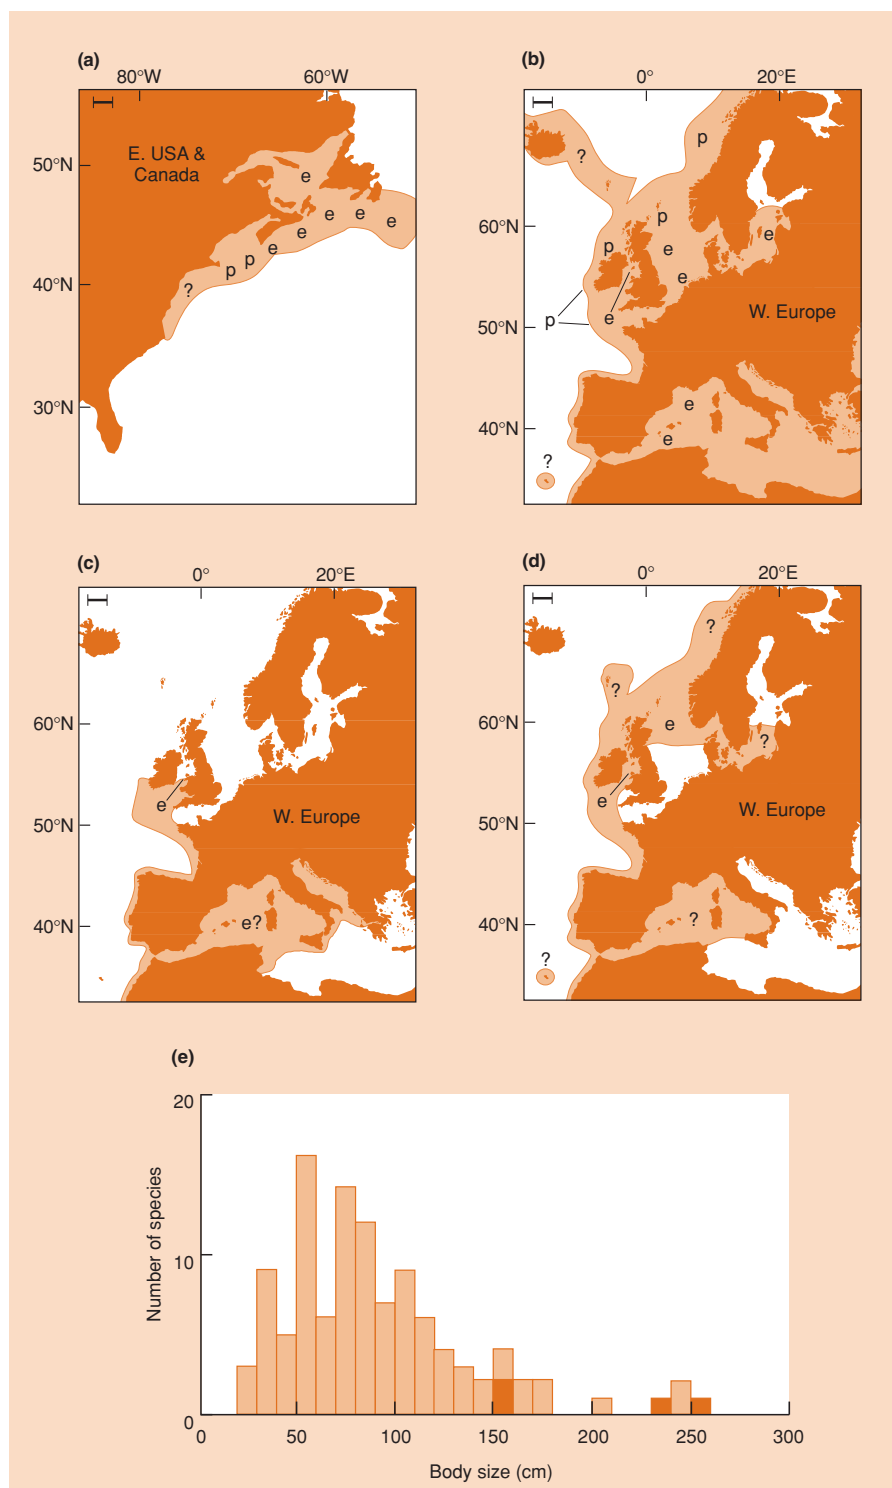 (a)
80°W 60°W
50°N
40°N
30°N
E. USA &
Canada
e
e
e
e
e
e
e
p
p
?
(b)
0° 20°E
60°N
50°N
40°N
?
p
p
p
e
e
e
e
p
W. Europe
e
e
?
(c)
0° 20°E
60°N
50°N
40°N
e
W. Europe
e?
(d)
0° 20°E
60°N
50°N
40°N
?
?
e
?
e
W. Europe
?
?
(e)
Number of species
20
10
0
0 50 100 150 200 250 300
Body size (cm)